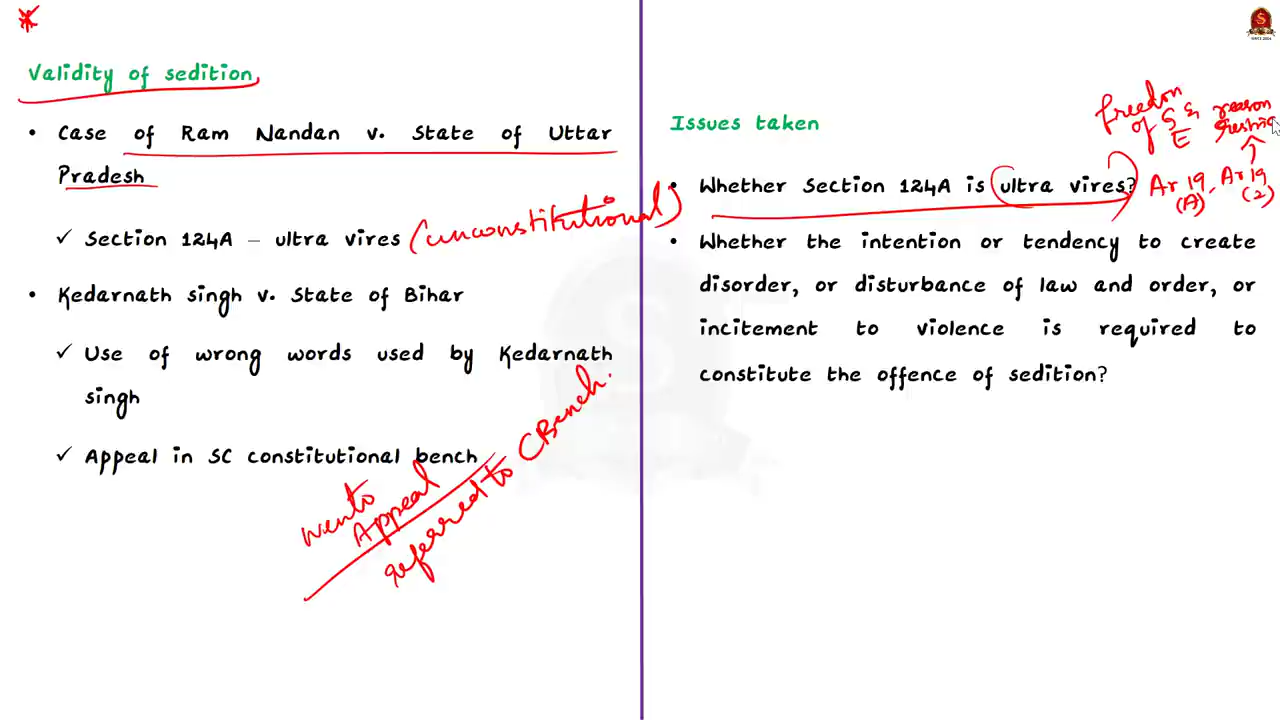 Validity of sedition
• Case of Ram Nandan v. State of Uttar
Pradesh
✓ Section 124A – ultra vires (unconstitutional)
• Kedarnath singh v. State of Bihar
✓ Use of wrong words used by Kedarnath
singh
✓ Appeal in SC constitutional bench
Appeal
referred to CBench.
Issues taken
freedon
of S &
E
reason
• Whether Section 124A is ultra vires?
Ar 19
(A)
Ar 19
(2)
• Whether the intention or tendency to create
disorder, or disturbance of law and order, or
incitement to violence is required to
constitute the offence of sedition?